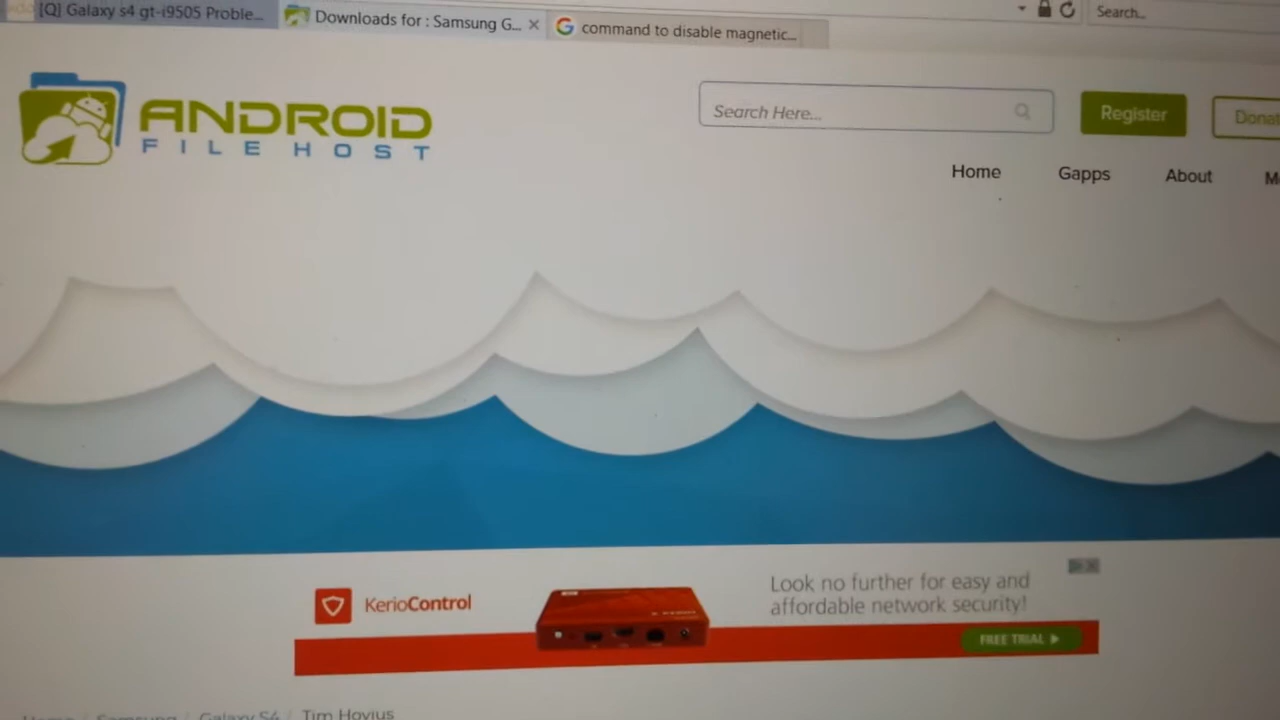 [Q] Galaxy s4 gt-i9505 Proble...
Downloads for : Samsung G...
command to disable magnetic...
Search...
ANDROID
FILE HOST
Search Here...
Register
Home
Gapps
About
KerioControl
Look no further for easy and
affordable network security!
FREE TRIAL
Home / Samsung / Galaxy S4 / Tim Hovius